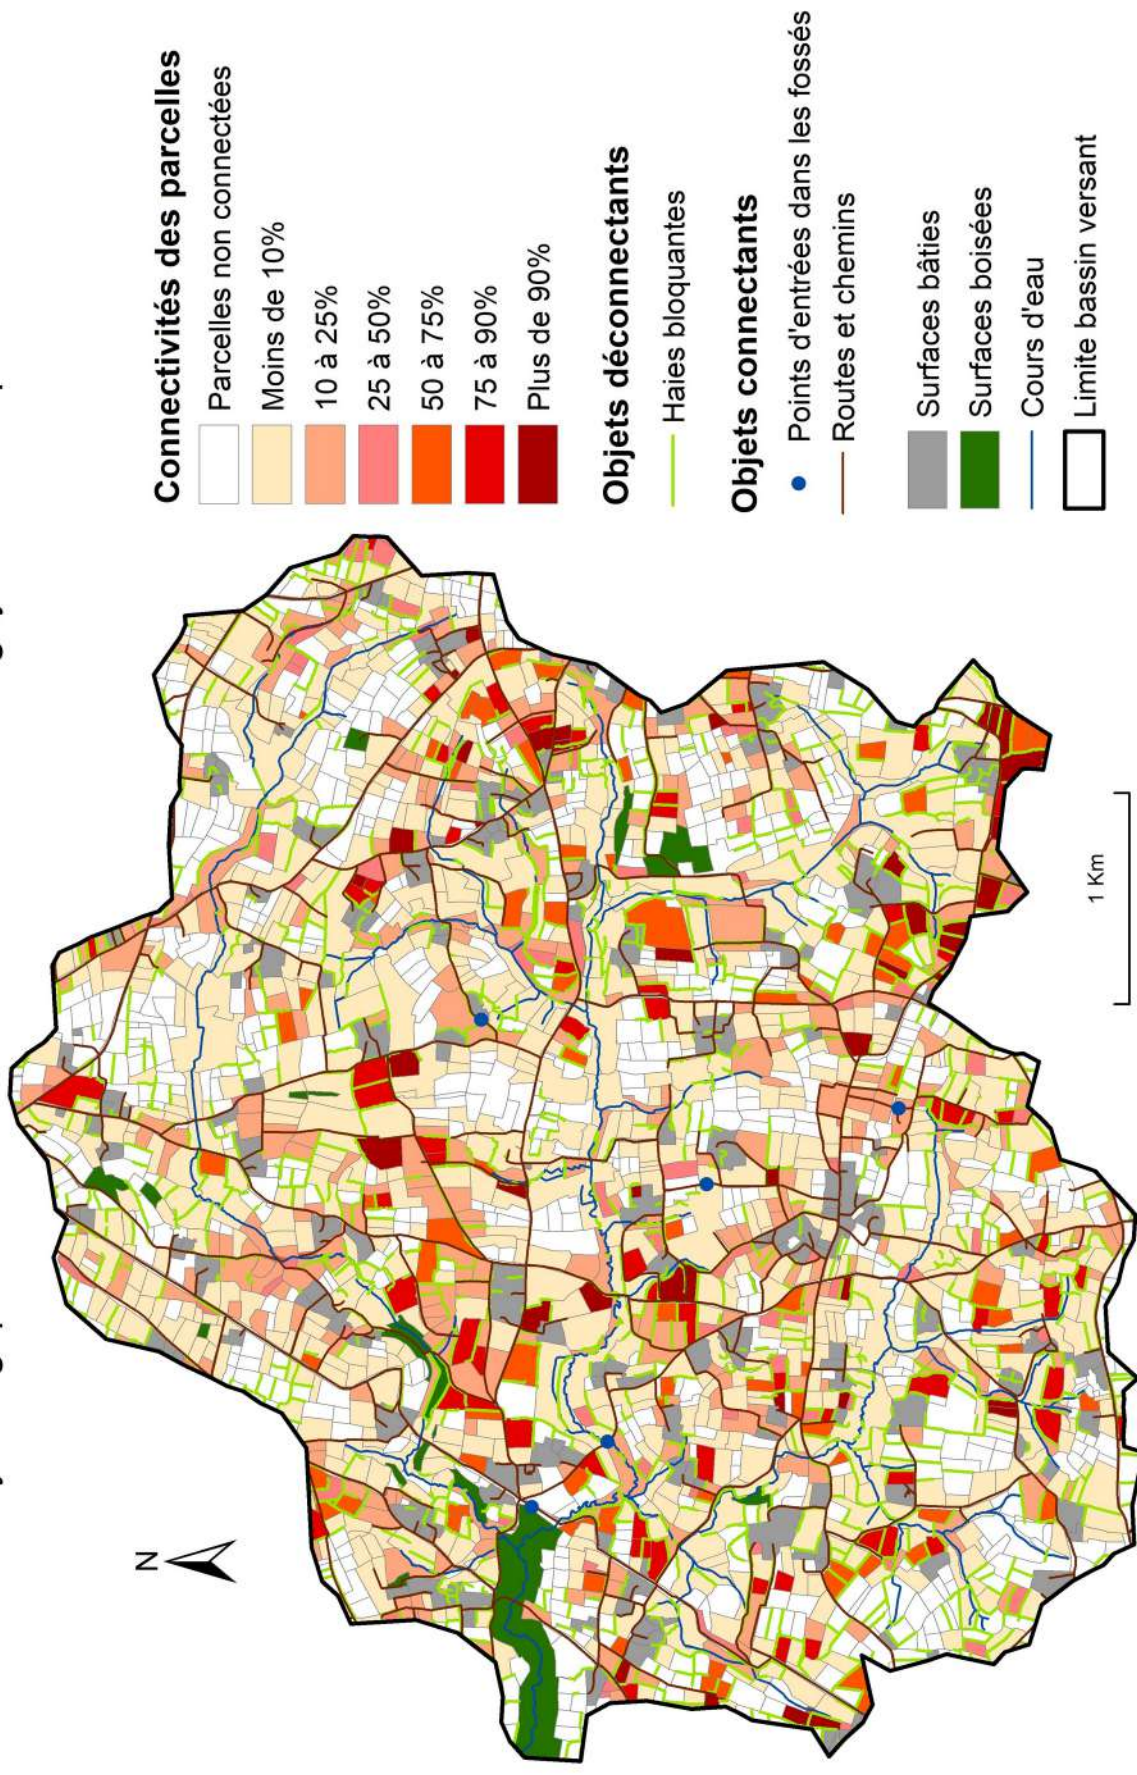 Connectivités des parcelles
Parcelles non connectées
Moins de 10%
10 à 25%
25 à 50%
50 à 75%
75 à 90%
Plus de 90%
Objets déconnectants
Haies bloquantes
Objets connectants
Points d'entrées dans les fossés
Routes et chemins
Surfaces bâties
Surfaces boisées
Cours d'eau
Limite bassin versant
N
1 Km